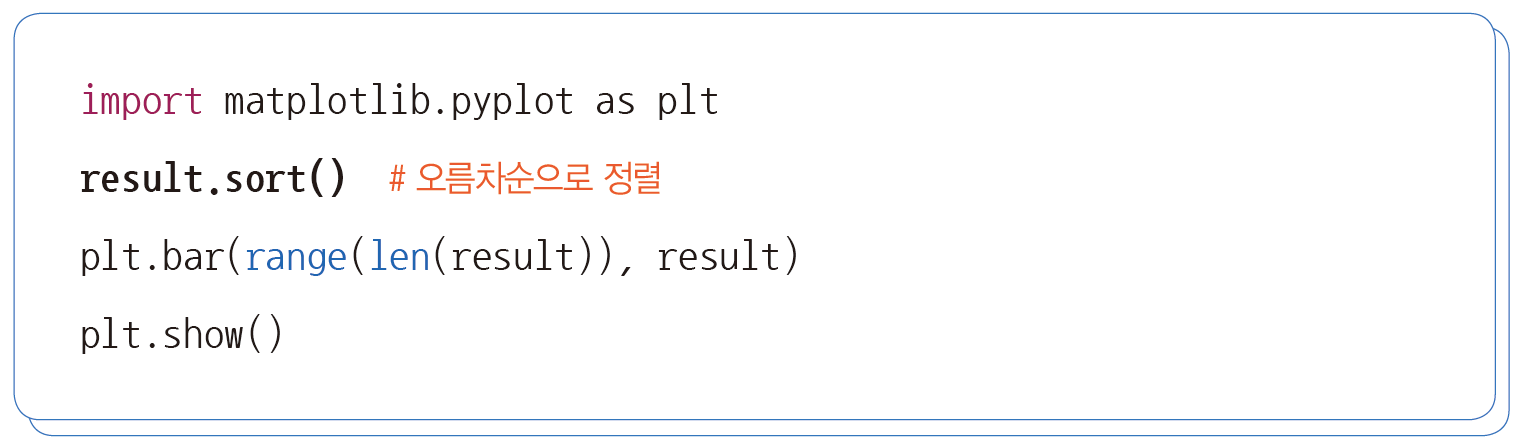 import matplotlib.pyplot as plt
result.sort()  # 오름차순으로 정렬
plt.bar(range(len(result)), result)
plt.show()